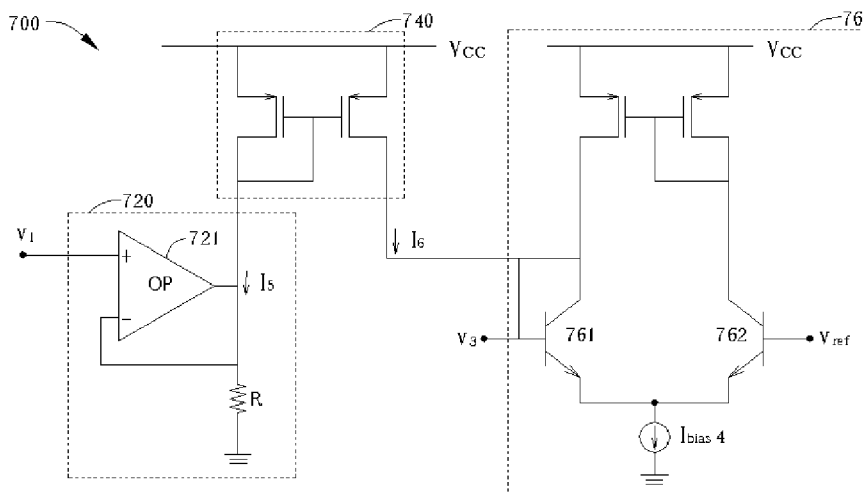 700
740
VCC
76
VCC
720
V1
721
+
OP
−
I5
I6
R
V3
761
762
Vref
Ibias 4